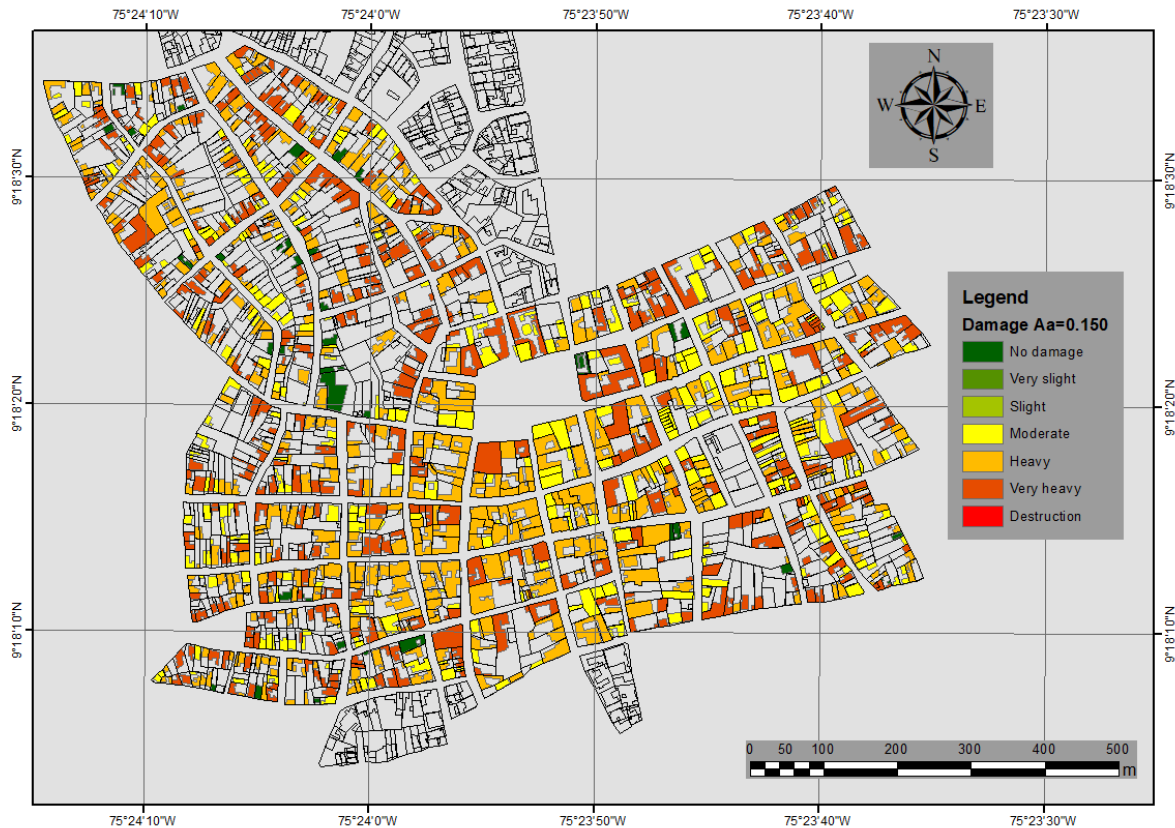 75°24'10"W 75°24'0"W 75°23'50"W 75°23'40"W 75°23'30"W
N
W E
S
9°18'30"N 9°18'30"N
Legend
Damage Aa=0.150
No damage
Very slight
Slight
Moderate
Heavy
Very heavy
Destruction
9°18'20"N 9°18'20"N
9°18'10"N 9°18'10"N
0 50 100 200 300 400 500
m
75°24'10"W 75°24'0"W 75°23'50"W 75°23'40"W 75°23'30"W